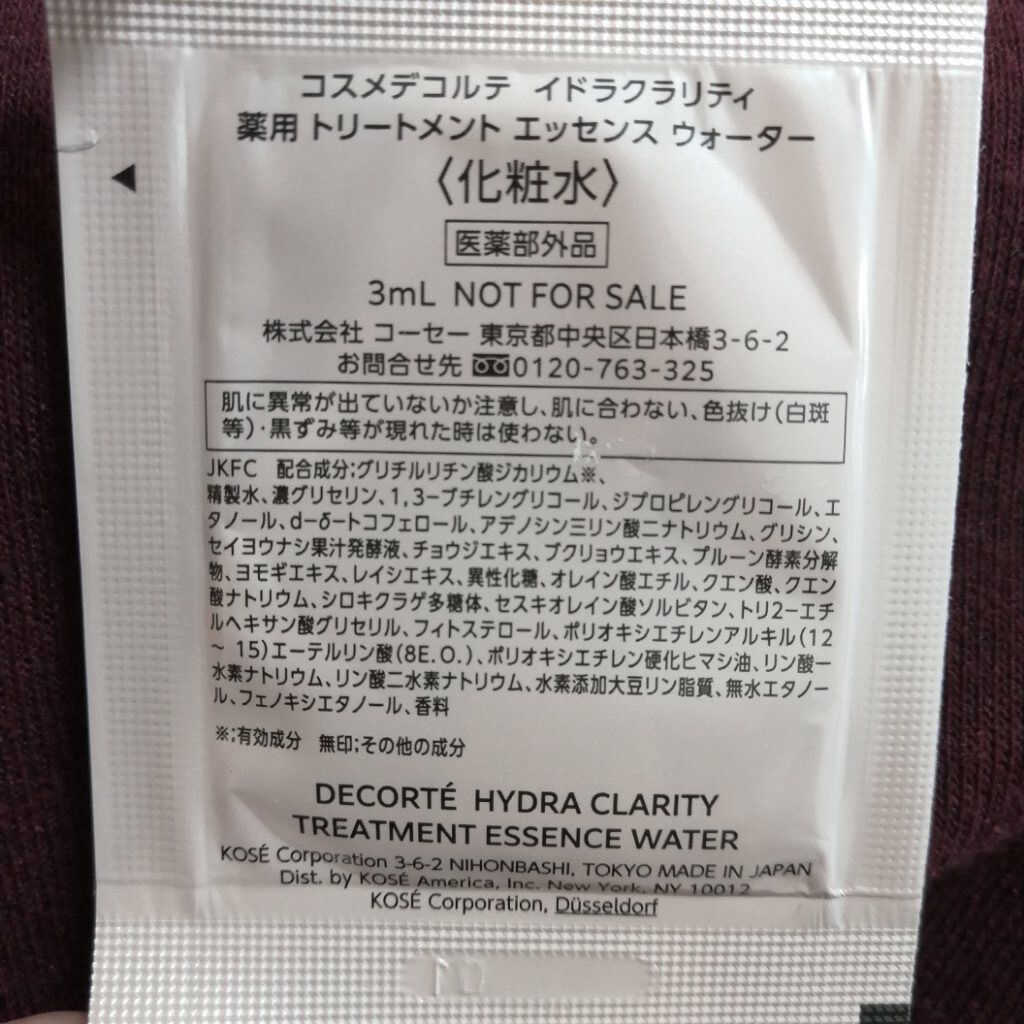 コスメデコルテ イドラクラリティ
薬用 トリートメント エッセンス ウォーター
〈化粧水〉
医薬部外品
3mL NOT FOR SALE
株式会社 コーセー 東京都中央区日本橋3-6-2
お問合せ先 0120-763-325
肌に異常が出ていないか注意し、肌に合わない、色抜け(白斑
等)・黒ずみ等が現れた時は使わない。
JKFC 配合成分;グリチルリチン酸ジカリウム※、
精製水、濃グリセリン、1,3-ブチレングリコール、ジプロピレングリコール、エ
タノール、d-δ-トコフェロール、アデノシン三リン酸二ナトリウム、グリシン、
セイヨウナシ果汁発酵液、チョウジエキス、ブクリョウエキス、プルーン酵素分解
物、ヨモギエキス、レイシエキス、異性化糖、オレイン酸エチル、クエン酸、クエン
酸ナトリウム、シロキクラゲ多糖体、セスキオレイン酸ソルビタン、トリ2-エチ
ルヘキサン酸グリセリル、フィトステロール、ポリオキシエチレンアルキル(12
~ 15)エーテルリン酸(8E.O.)、ポリオキシエチレン硬化ヒマシ油、リン酸一
水素ナトリウム、リン酸二水素ナトリウム、水素添加大豆リン脂質、無水エタノー
ル、フェノキシエタノール、香料
※;有効成分 無印;その他の成分
DECORTÉ HYDRA CLARITY
TREATMENT ESSENCE WATER
KOSÉ Corporation 3-6-2 NIHONBASHI, TOKYO MADE IN JAPAN
Dist. by KOSÉ America, Inc. New York, NY 10012
KOSÉ Corporation, Düsseldorf